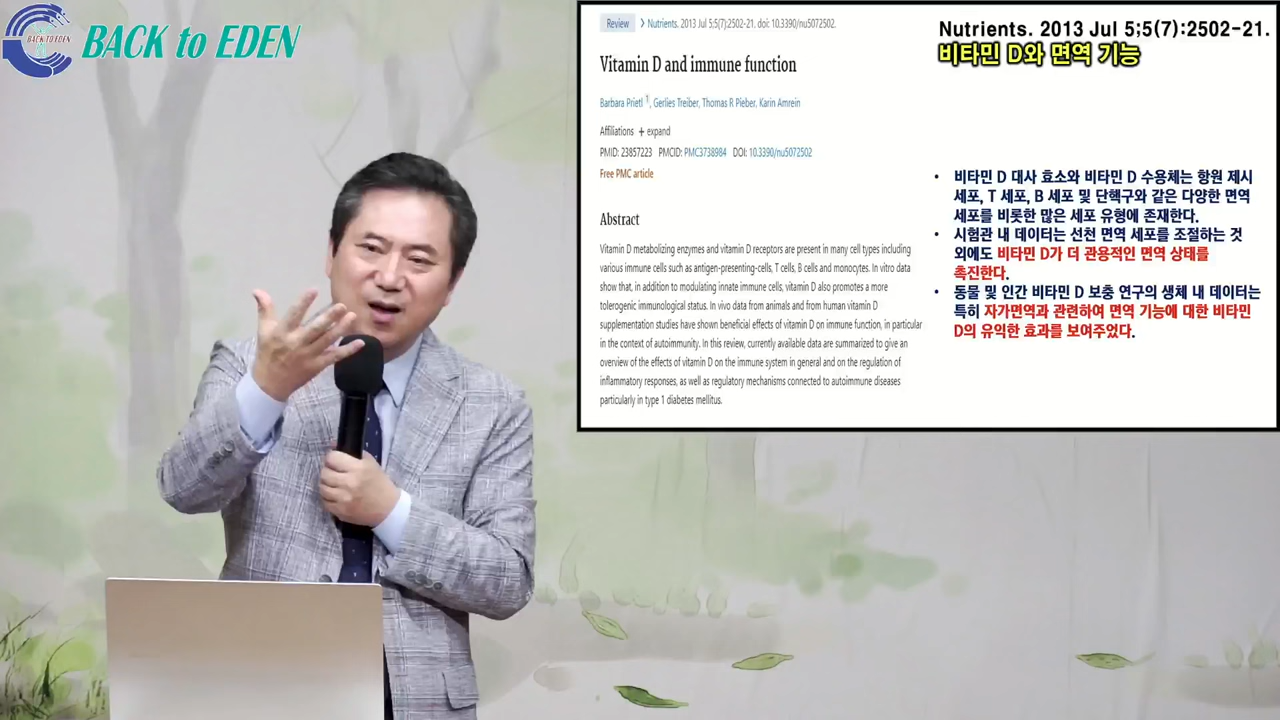 BACK TO EDEN
BACK to EDEN
Review
Nutrients. 2013 Jul 5;5(7):2502-21. doi: 10.3390/nu5072502.
Vitamin D and immune function
Barbara Prietl 1, Gerlies Treiber, Thomas R Pieber, Karin Amrein
Affiliations + expand
PMID: 23857223 PMCID: PMC3738984 DOI: 10.3390/nu5072502
Free PMC article
Abstract
Vitamin D metabolizing enzymes and vitamin D receptors are present in many cell types including
various immune cells such as antigen-presenting-cells, T cells, B cells and monocytes. In vitro data
show that, in addition to modulating innate immune cells, vitamin D also promotes a more
tolerogenic immunological status. In vivo data from animals and from human vitamin D
supplementation studies have shown beneficial effects of vitamin D on immune function, in particular
in the context of autoimmunity. In this review, currently available data are summarized to give an
overview of the effects of vitamin D on the immune system in general and on the regulation of
inflammatory responses, as well as regulatory mechanisms connected to autoimmune diseases
particularly in type 1 diabetes mellitus.
Nutrients. 2013 Jul 5;5(7):2502-21.
비타민 D와 면역 기능
• 비타민 D 대사 효소와 비타민 D 수용체는 항원 제시
세포, T 세포, B 세포 및 단핵구와 같은 다양한 면역
세포를 비롯한 많은 세포 유형에 존재한다.
• 시험관 내 데이터는 선천 면역 세포를 조절하는 것
외에도 비타민 D가 더 관용적인 면역 상태를
촉진한다.
• 동물 및 인간 비타민 D 보충 연구의 생체 내 데이터는
특히 자가면역과 관련하여 면역 기능에 대한 비타민
D의 유익한 효과를 보여주었다.